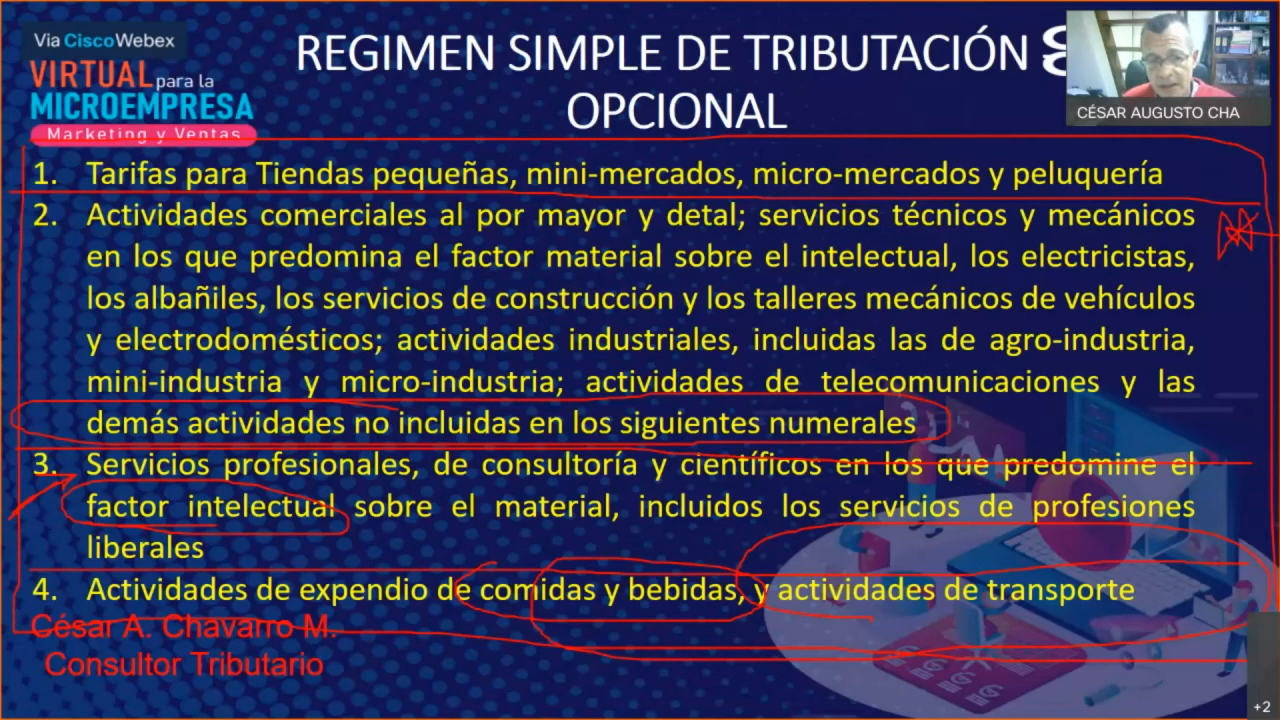 Via Cisco Webex
VIRTUAL para la
MICROEMPRESA
Marketing y Ventas
REGIMEN SIMPLE DE TRIBUTACIÓN
OPCIONAL
CÉSAR AUGUSTO CHA
1. Tarifas para Tiendas pequeñas, mini-mercados, micro-mercados y peluquería
2. Actividades comerciales al por mayor y detal; servicios técnicos y mecánicos
en los que predomina el factor material sobre el intelectual, los electricistas,
los albañiles, los servicios de construcción y los talleres mecánicos de vehículos
y electrodomésticos; actividades industriales, incluidas las de agro-industria,
mini-industria y micro-industria; actividades de telecomunicaciones y las
demás actividades no incluidas en los siguientes numerales
3. Servicios profesionales, de consultoría y científicos en los que predomine el
factor intelectual sobre el material, incluidos los servicios de profesiones
liberales
4. Actividades de expendio de comidas y bebidas, y actividades de transporte
César A. Chavarro M.
Consultor Tributario
+2